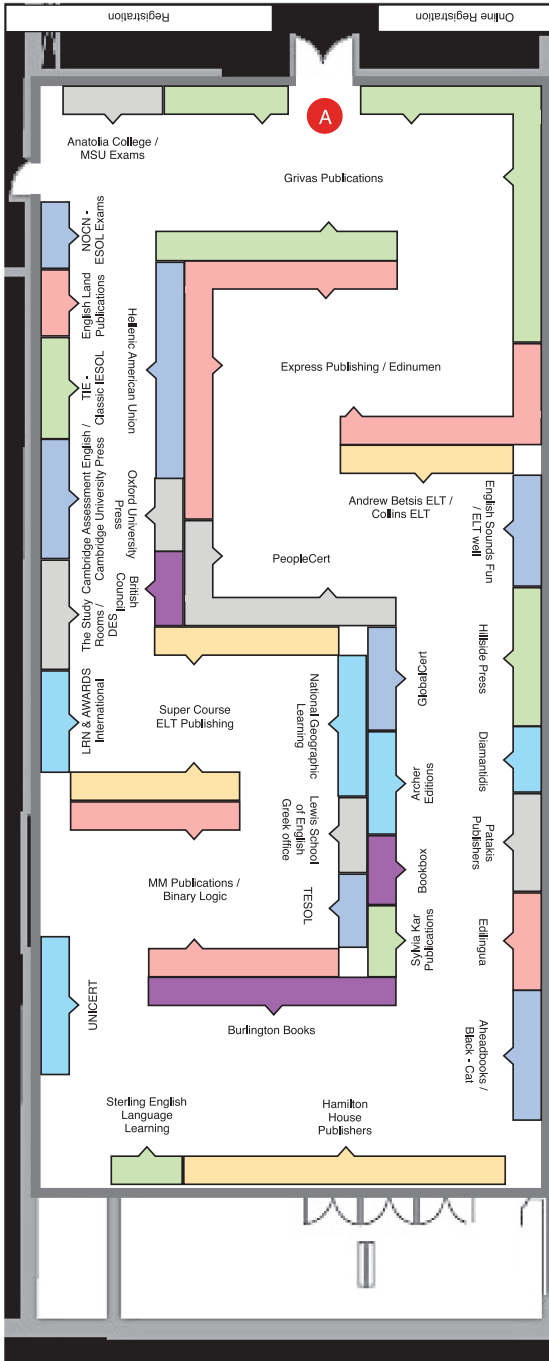 Registration
Online Registration
A
Anatolia College /
MSU Exams
Grivas Publications
NOCN -
ESOL Exams
English Land
Publications
TIE -
Classic IESOL
Cambridge Assessment English /
Cambridge University Press
The Study
Rooms /
DES
LRN & AWARDS
International
Hellenic American Union
Oxford University
Press
British
Council
Express Publishing / Edinumen
Andrew Betsis ELT /
Collins ELT
PeopleCert
English Sounds Fun
/ ELT well
Hillside Press
Diamantidis
Patakis
Publishers
Edilingua
Aheadbooks /
Black - Cat
Super Course
ELT Publishing
National Geographic
Learning
Lewis School
of English
Greek office
TESOL
GlobalCert
Archer
Editions
Bookbox
Sylvia Kar
Publications
MM Publications /
Binary Logic
UNICERT
Burlington Books
Sterling English
Language
Learning
Hamilton
House
Publishers